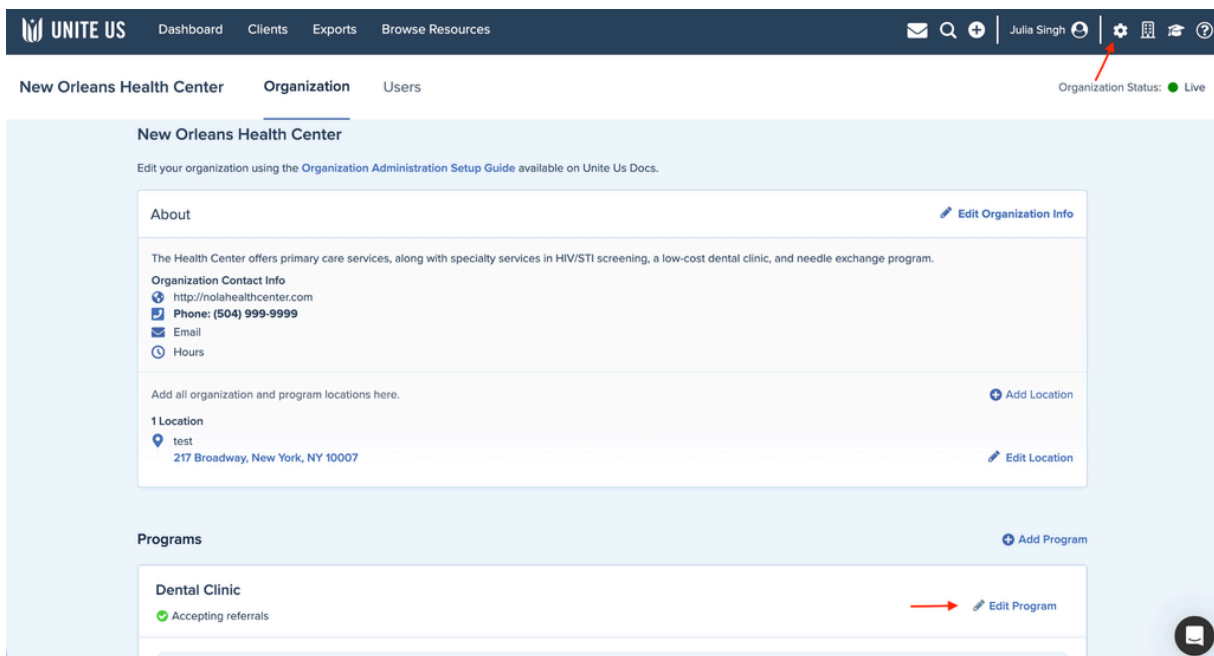 UNITE US Dashboard Clients Exports Browse Resources Julia Singh
New Orleans Health Center Organization Users Organization Status: Live
New Orleans Health Center
Edit your organization using the Organization Administration Setup Guide available on Unite Us Docs.
About Edit Organization Info
The Health Center offers primary care services, along with specialty services in HIV/STI screening, a low-cost dental clinic, and needle exchange program.
Organization Contact Info
http://nolahealthcenter.com
Phone: (504) 999-9999
Email
Hours
Add all organization and program locations here. Add Location
1 Location
test
217 Broadway, New York, NY 10007 Edit Location
Programs Add Program
Dental Clinic
Edit Program
Accepting referrals